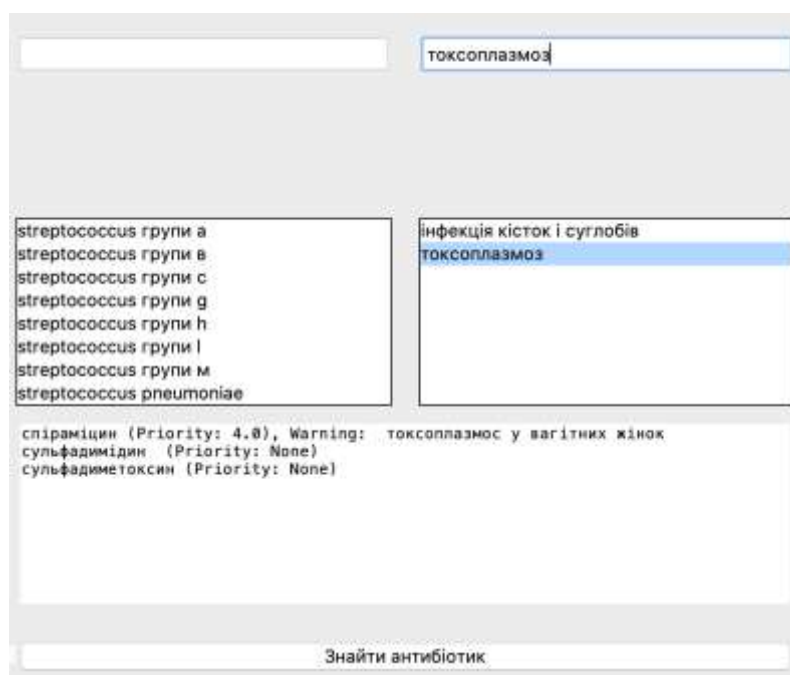 токсоплазмоз
streptococcus групи а
streptococcus групи в
streptococcus групи с
streptococcus групи g
streptococcus групи h
streptococcus групи l
streptococcus групи м
streptococcus pneumoniae
інфекція кісток і суглобів
токсоплазмоз
спіраміцин (Priority: 4.0), Warning: токсоплазмос у вагітних жінок
сульфадимідин (Priority: None)
сульфадиметоксин (Priority: None)
Знайти антибіотик